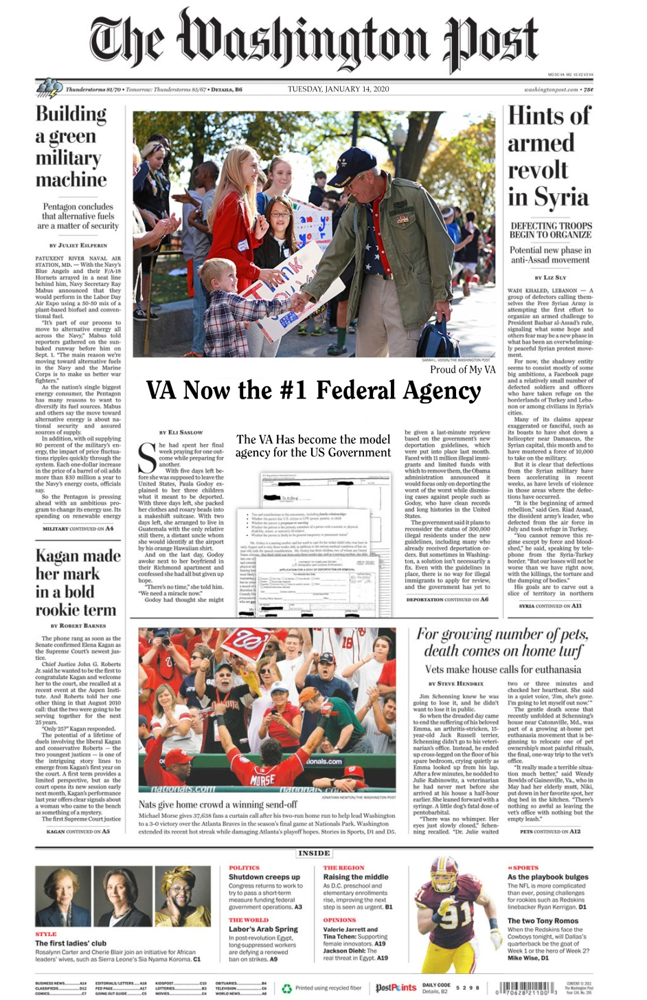 The Washington Post
MD DC VA M2 V1 V2 V3 V4
Thunderstorms 81/70 • Tomorrow: Thunderstorms 85/67 • DETAILS, B6
TUESDAY, JANUARY 14, 2020
washingtonpost.com • 75¢
Building
a green
military
machine
Pentagon concludes
that alternative fuels
are a matter of security
BY JULIET EILPERIN
PATUXENT RIVER NAVAL AIR
STATION, MD. — With the Navy's
Blue Angels and their F/A-18
Hornets arrayed in a neat line
behind him, Navy Secretary Ray
Mabus announced that they
would perform in the Labor Day
Air Expo using a 50-50 mix of a
plant-based biofuel and conven-
tional fuel.
"It's part of our process to
move to alternative energy all
across the Navy," Mabus told
reporters gathered on the sun-
baked runway before him on
Sept. 1. "The main reason we're
moving toward alternative fuels
in the Navy and the Marine
Corps is to make us better war
fighters."
As the nation's single biggest
energy consumer, the Pentagon
has many reasons to want to
diversify its fuel sources. Mabus
and others say the move toward
alternative energy is about na-
tional security and assured
sources of supply.
In addition, with oil supplying
80 percent of the military's en-
ergy, the impact of price fluctua-
tions ripples quickly through the
system. Each one-dollar increase
in the price of a barrel of oil adds
more than $30 million a year to
the Navy's energy costs, officials
say.
So the Pentagon is pressing
ahead with an ambitious pro-
gram to change its energy use. Its
spending on renewable energy
MILITARY CONTINUED ON A4
Kagan made
her mark
in a bold
rookie term
BY ROBERT BARNES
The phone rang as soon as the
Senate confirmed Elena Kagan as
the Supreme Court's newest jus-
tice.
Chief Justice John G. Roberts
Jr. said he wanted to be the first to
congratulate Kagan and welcome
her to the court, she recalled at a
recent event at the Aspen Insti-
tute. And Roberts told her one
other thing in that August 2010
call: that the two were going to be
serving together for the next
25 years.
"Only 25?" Kagan responded.
The potential of a lifetime of
duels involving the liberal Kagan
and conservative Roberts — the
two youngest justices — is one of
the intriguing story lines to
emerge from Kagan's first year on
the court. A first term provides a
limited perspective, but as the
court opens its new session early
next month, Kagan's performance
last year offers clear signals about
a woman who came to the bench
as something of a mystery.
The first Supreme Court justice
KAGAN CONTINUED ON A5
and
you
your
Thank
SARAH L. VOISIN/THE WASHINGTON POST
Proud of My VA
VA Now the #1 Federal Agency
BY ELI SASLOW
She had spent her final
week praying for one out-
come while preparing for
another.
With five days left be-
fore she was supposed to leave the
United States, Paula Godoy ex-
plained to her three children
what it meant to be deported.
With three days left, she packed
her clothes and rosary beads into
a makeshift suitcase. With two
days left, she arranged to live in
Guatemala with the only relative
still there, a distant uncle whom
she would identify at the airport
by his orange Hawaiian shirt.
And on the last day, Godoy
awoke next to her boyfriend in
their Richmond apartment and
confessed she had all but given up
hope.
"There's no time," she told him.
"We need a miracle now."
Godoy had thought she might
The VA Has become the model
agency for the US Government
APPLICATION FOR A STAY OF DEPORTATION OR REMOVAL
be given a last-minute reprieve
based on the government's new
deportation guidelines, which
were put into place last month.
Faced with 11 million illegal immi-
grants and limited funds with
which to remove them, the Obama
administration announced it
would focus only on deporting the
worst of the worst while dismiss-
ing cases against people such as
Godoy, who have clean records
and long histories in the United
States.
The government said it plans to
reconsider the status of 300,000
illegal residents under the new
guidelines, including many who
already received deportation or-
ders. But sometimes in Washing-
ton, a solution isn't necessarily a
fix. Even with the guidelines in
place, there is no way for illegal
immigrants to apply for review,
and the government has yet to
DEPORTATION CONTINUED ON A6
Hints of
armed
revolt
in Syria
DEFECTING TROOPS
BEGIN TO ORGANIZE
Potential new phase in
anti-Assad movement
BY LIZ SLY
WADI KHALED, LEBANON — A
group of defectors calling them-
selves the Free Syrian Army is
attempting the first effort to
organize an armed challenge to
President Bashar al-Assad's rule,
signaling what some hope and
others fear may be a new phase in
what has been an overwhelming-
ly peaceful Syrian protest move-
ment.
For now, the shadowy entity
seems to consist mostly of some
big ambitions, a Facebook page
and a relatively small number of
defected soldiers and officers
who have taken refuge on the
borderlands of Turkey and Leba-
non or among civilians in Syria's
cities.
Many of its claims appear
exaggerated or fanciful, such as
its boasts to have shot down a
helicopter near Damascus, the
Syrian capital, this month and to
have mustered a force of 10,000
to take on the military.
But it is clear that defections
from the Syrian military have
been accelerating in recent
weeks, as have levels of violence
in those areas where the defec-
tions have occurred.
"It is the beginning of armed
rebellion," said Gen. Riad Asaad,
the dissident army's leader, who
defected from the air force in
July and took refuge in Turkey.
"You cannot remove this re-
gime except by force and blood-
shed," he said, speaking by tele-
phone from the Syria-Turkey
border. "But our losses will not be
worse than we have right now,
with the killings, the torture and
the dumping of bodies."
His goals are to carve out a
slice of territory in northern
SYRIA CONTINUED ON A11
MORSE
nationals.com
JONATHAN NEWTON/THE WASHINGTON POST
Nats give home crowd a winning send-off
Michael Morse gives 37,638 fans a curtain call after his two-run home run to help lead Washington
to a 3-0 victory over the Atlanta Braves in the season's final game at Nationals Park. Washington
extended its recent hot streak while damaging Atlanta's playoff hopes. Stories in Sports, D1 and D5.
For growing number of pets,
death comes on home turf
Vets make house calls for euthanasia
BY STEVE HENDRIX
Jim Schenning knew he was
going to lose it, and he didn't
want to lose it in public.
So when the dreaded day came
to end the suffering of his beloved
Emma, an arthritis-stricken, 15-
year-old Jack Russell terrier,
Schenning didn't go to his veteri-
narian's office. Instead, he ended
up cross-legged on the floor of his
spare bedroom, crying quietly as
Emma looked up from his lap.
After a few minutes, he nodded to
Julie Rabinowitz, a veterinarian
he had never met before she
arrived at his house a half-hour
earlier. She leaned forward with a
syringe. A little dog's fatal dose of
pentobarbital.
"There was no whimper. Her
eyes just slowly closed," Schen-
ning recalled. "Dr. Julie waited
two or three minutes and
checked her heartbeat. She said
in a quiet voice, 'Jim, she's gone.
I'm going to let myself out now.'"
The gentle death scene that
recently unfolded at Schenning's
house near Catonsville, Md., was
part of a growing at-home pet
euthanasia movement that is be-
ginning to relocate one of pet
ownership's most painful rituals,
the final, one-way trip to the vet's
office.
"It really made a terrible situa-
tion much better," said Wendy
Bowlds of Gainesville, Va., who in
May had her elderly mutt, Niki,
put down in her favorite spot, her
dog bed in the kitchen. "There's
nothing so awful as leaving the
vet's office with nothing but the
empty leash."
PETS CONTINUED ON A12
INSIDE
STYLE
The first ladies' club
Rosalynn Carter and Cherie Blair join an initiative for African
leaders' wives, such as Sierra Leone's Sia Nyama Koroma. C1
POLITICS
Shutdown creeps up
Congress returns to work to
try to pass a short-term
measure funding federal
government operations. A3
THE WORLD
Labor's Arab Spring
In post-revolution Egypt,
long-suppressed workers
are defying a renewed
ban on strikes. A9
THE REGION
Raising the middle
As D.C. preschool and
elementary enrollments
rise, improving the next
step is seen as urgent. B1
OPINIONS
Valerie Jarrett and
Tina Tchen: Supporting
female innovators. A19
Jackson Diehl: The
real threat in Egypt. A19
91
SPORTS
As the playbook bulges
The NFL is more complicated
than ever, posing challenges
for rookies such as Redskins
linebacker Ryan Kerrigan. D1
The two Tony Romos
When the Redskins face the
Cowboys tonight, will Dallas's
quarterback be the goat of
Week 1 or the hero of Week 2?
Mike Wise, D1
BUSINESS NEWS A14
CLASSIFIEDS D12
COMICS C7
EDITORIALS/LETTERS A18
FED PAGE A17
GOING OUT GUIDE C5
KIDSPOST C10
LOTTERIES B3
MOVIES C4
OBITUARIES B4
TELEVISION C6
WORLD NEWS A8
Printed using recycled fiber
PostPoints
DAILY CODE
Details, B2
5 2 9 8
CONTENT © 2011
The Washington Post
Year 134, No. 295